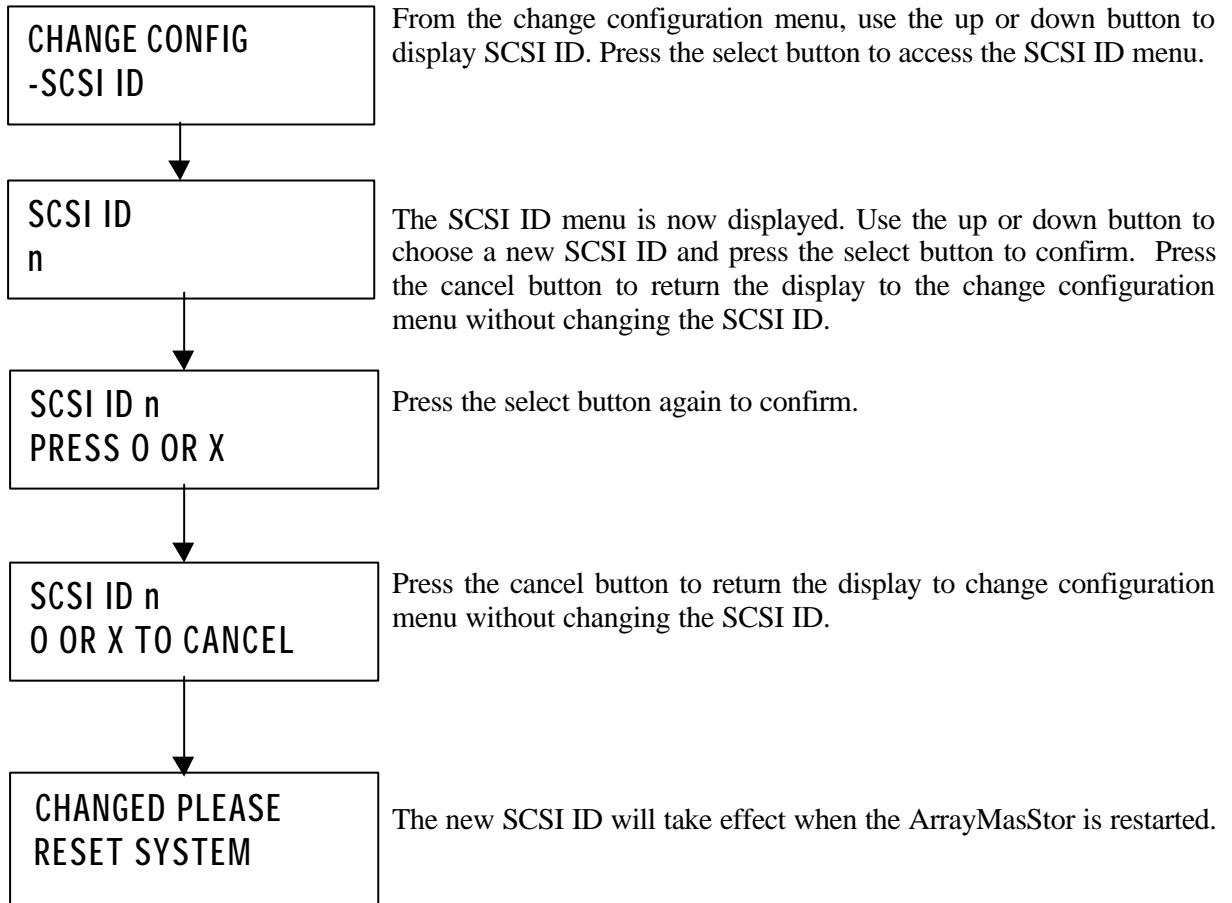 CHANGE CONFIG
-SCSI ID
From the change configuration menu, use the up or down button to
display SCSI ID. Press the select button to access the SCSI ID menu.
SCSI ID
n
The SCSI ID menu is now displayed. Use the up or down button to
choose a new SCSI ID and press the select button to confirm. Press
the cancel button to return the display to the change configuration
menu without changing the SCSI ID.
SCSI ID n
PRESS O OR X
Press the select button again to confirm.
SCSI ID n
O OR X TO CANCEL
Press the cancel button to return the display to change configuration
menu without changing the SCSI ID.
CHANGED PLEASE
RESET SYSTEM
The new SCSI ID will take effect when the ArrayMasStor is restarted.